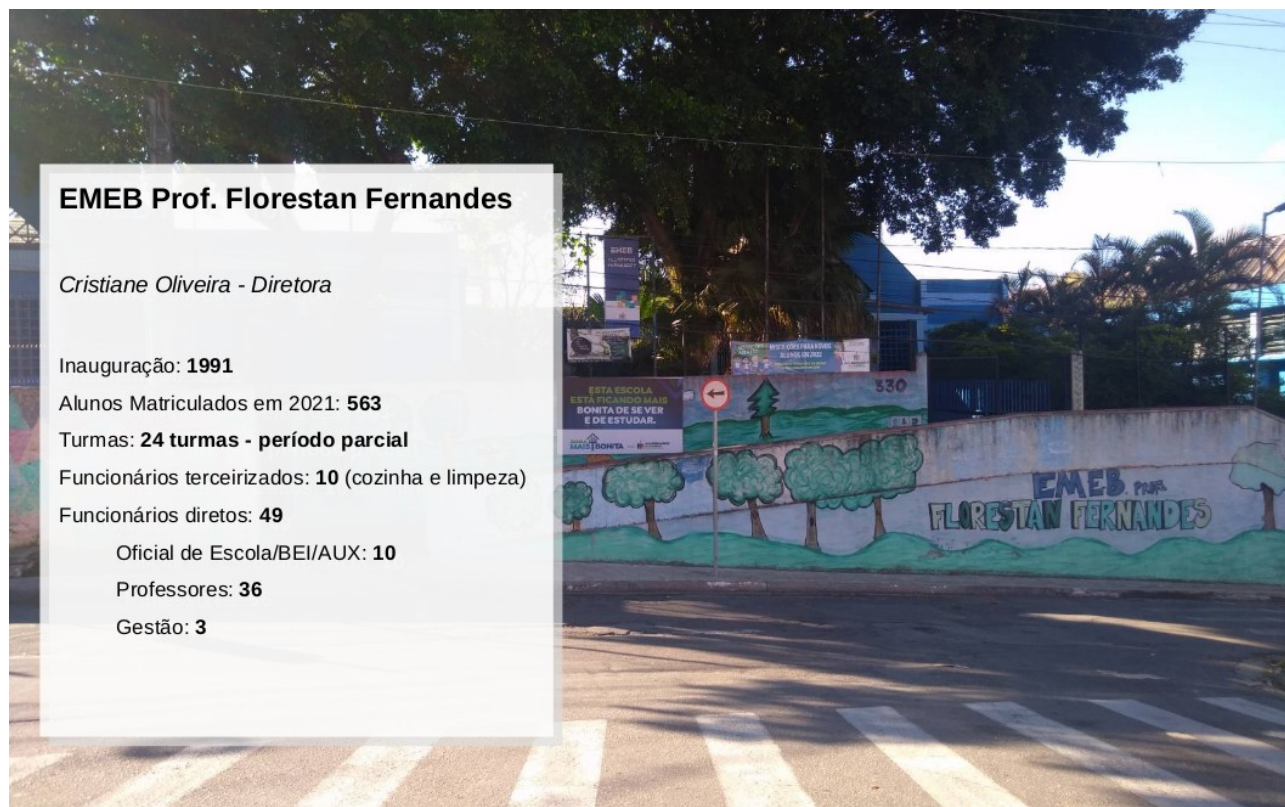 EMEB Prof. Florestan Fernandes
Cristiane Oliveira - Diretora
Inauguração: 1991
Alunos Matriculados em 2021: 563
Turmas: 24 turmas - período parcial
Funcionários terceirizados: 10 (cozinha e limpeza)
Funcionários diretos: 49
Oficial de Escola/BEI/AUX: 10
Professores: 36
Gestão: 3
EMEB
ESTA ESCOLA
ESTÁ FICANDO MAIS
BONITA DE SE VER
E DE ESTUDAR.
MAIS BONITA
330
EMEB PROF.
FLORESTAN FERNANDES